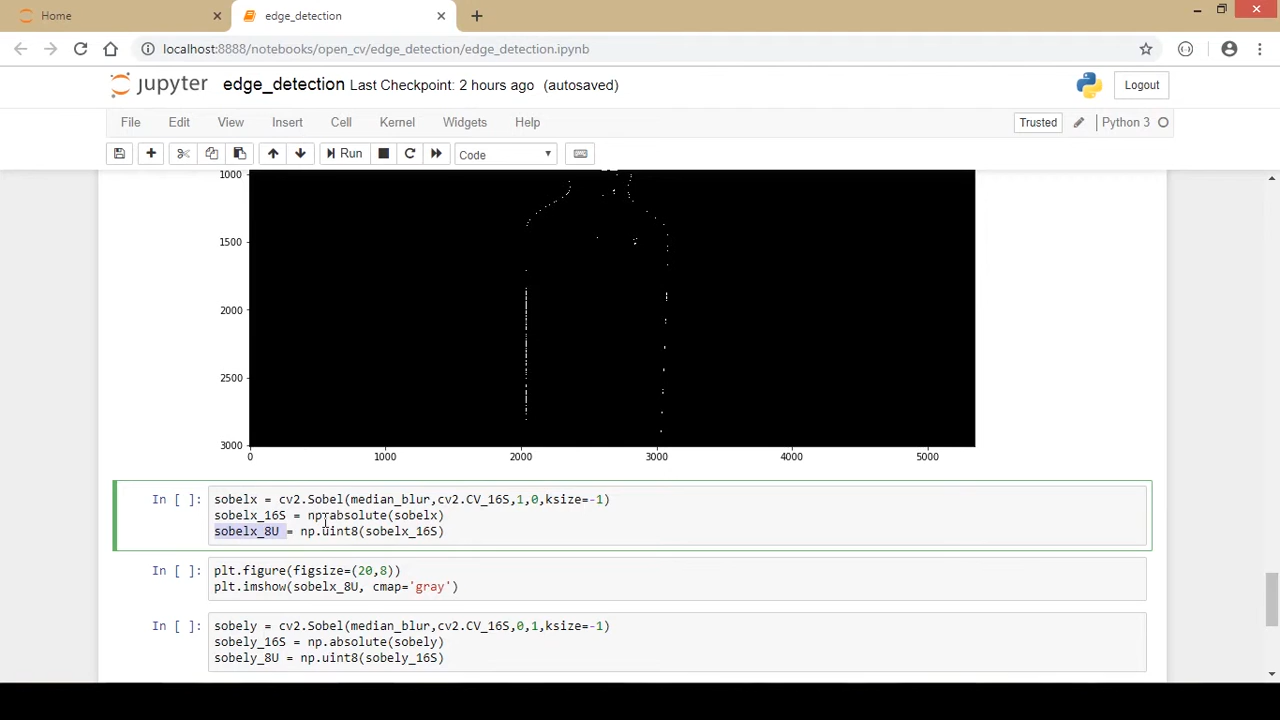 Home
edge_detection
localhost:8888/notebooks/open_cv/edge_detection/edge_detection.ipynb
jupyter edge_detection Last Checkpoint: 2 hours ago (autosaved)
Logout
File Edit View Insert Cell Kernel Widgets Help
Trusted
Python 3
Run
Code
1000
1500
2000
2500
3000
0 1000 2000 3000 4000 5000
In [ ]: sobelx = cv2.Sobel(median_blur,cv2.CV_16S,1,0,ksize=-1)
sobelx_16S = np.absolute(sobelx)
sobelx_8U = np.uint8(sobelx_16S)
In [ ]: plt.figure(figsize=(20,8))
plt.imshow(sobelx_8U, cmap='gray')
In [ ]: sobely = cv2.Sobel(median_blur,cv2.CV_16S,0,1,ksize=-1)
sobely_16S = np.absolute(sobely)
sobely_8U = np.uint8(sobely_16S)